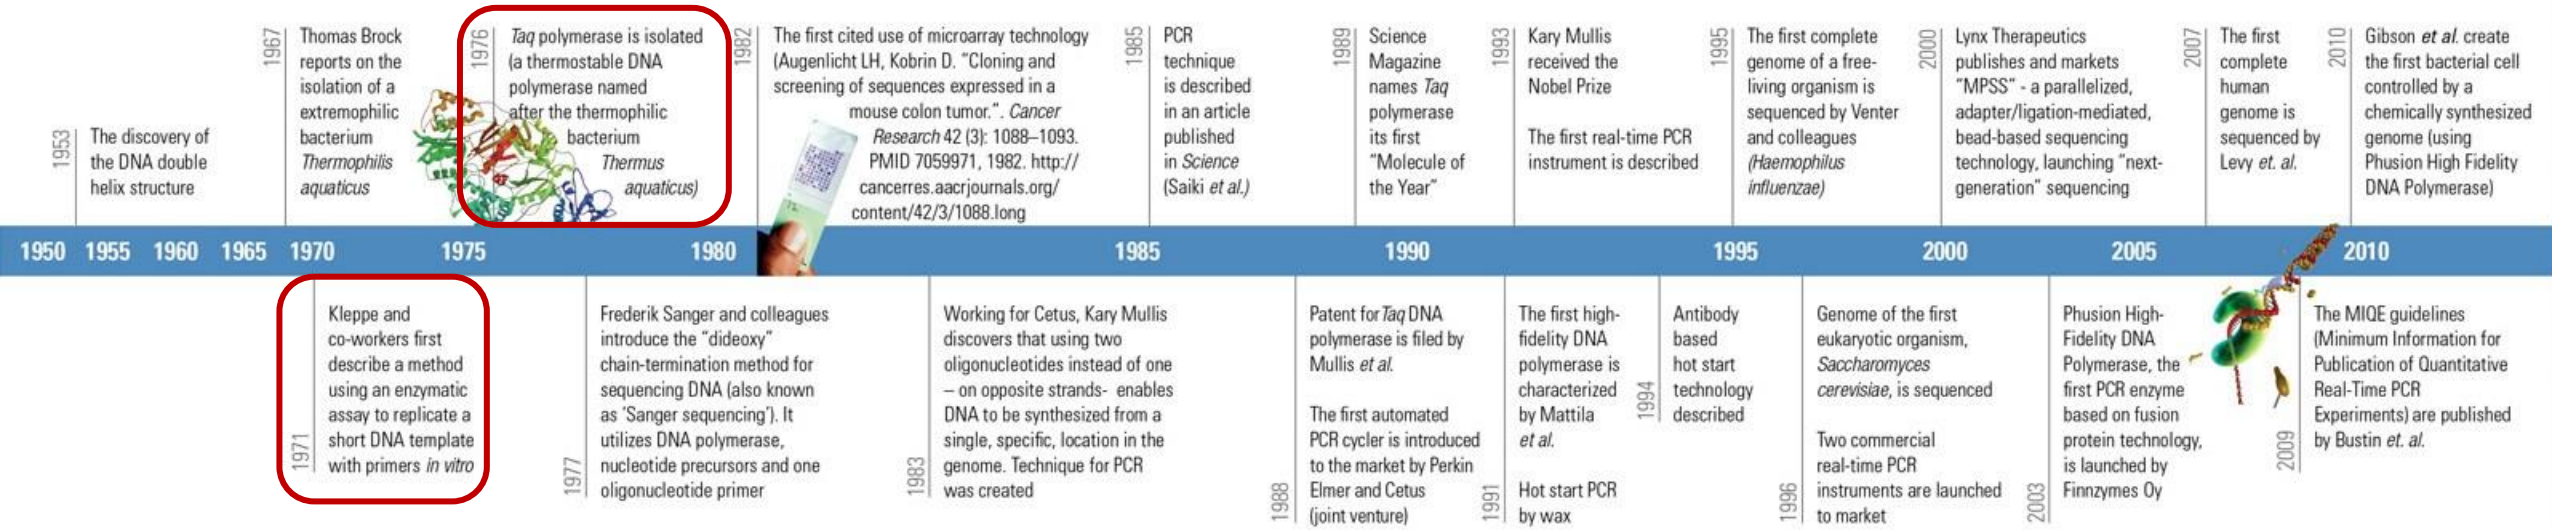 1953
The discovery of
the DNA double
helix structure
1967
Thomas Brock
reports on the
isolation of a
extremophilic
bacterium
Thermophilis
aquaticus
1976
Taq polymerase is isolated
(a thermostable DNA
polymerase named
after the thermophilic
bacterium
Thermus
aquaticus)
1982
The first cited use of microarray technology
(Augenlicht LH, Kobrin D. "Cloning and
screening of sequences expressed in a
mouse colon tumor.". Cancer
Research 42 (3): 1088–1093.
PMID 7059971, 1982. http://
cancerres.aacrjournals.org/
content/42/3/1088.long
1985
PCR
technique
is described
in an article
published
in Science
(Saiki et al.)
1989
Science
Magazine
names Taq
polymerase
its first
"Molecule of
the Year"
1993
Kary Mullis
received the
Nobel Prize
The first real-time PCR
instrument is described
1995
The first complete
genome of a free-
living organism is
sequenced by Venter
and colleagues
(Haemophilus
influenzae)
2000
Lynx Therapeutics
publishes and markets
"MPSS" - a parallelized,
adapter/ligation-mediated,
bead-based sequencing
technology, launching "next-
generation" sequencing
2007
The first
complete
human
genome is
sequenced by
Levy et. al.
2010
Gibson et al. create
the first bacterial cell
controlled by a
chemically synthesized
genome (using
Phusion High Fidelity
DNA Polymerase)
1950 1955 1960 1965 1970 1975 1980 1985 1990 1995 2000 2005 2010
1971
Kleppe and
co-workers first
describe a method
using an enzymatic
assay to replicate a
short DNA template
with primers in vitro
1977
Frederik Sanger and colleagues
introduce the "dideoxy"
chain-termination method for
sequencing DNA (also known
as 'Sanger sequencing'). It
utilizes DNA polymerase,
nucleotide precursors and one
oligonucleotide primer
1983
Working for Cetus, Kary Mullis
discovers that using two
oligonucleotides instead of one
– on opposite strands- enables
DNA to be synthesized from a
single, specific, location in the
genome. Technique for PCR
was created
1988
Patent for Taq DNA
polymerase is filed by
Mullis et al.
The first automated
PCR cycler is introduced
to the market by Perkin
Elmer and Cetus
(joint venture)
1991
The first high-
fidelity DNA
polymerase is
characterized
by Mattila
et al.
Hot start PCR
by wax
1994
Antibody
based
hot start
technology
described
1996
Genome of the first
eukaryotic organism,
Saccharomyces
cerevisiae, is sequenced
Two commercial
real-time PCR
instruments are launched
to market
2003
Phusion High-
Fidelity DNA
Polymerase, the
first PCR enzyme
based on fusion
protein technology,
is launched by
Finnzymes Oy
2009
The MIQE guidelines
(Minimum Information for
Publication of Quantitative
Real-Time PCR
Experiments) are published
by Bustin et. al.